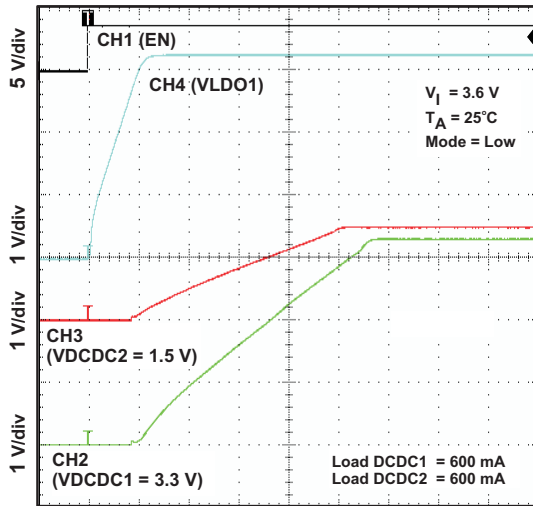 T
CH1 (EN)
5 V/div
CH4 (VLDO1)
V_I = 3.6 V
T_A = 25°C
Mode = Low
1 V/div
1 V/div
CH3
(VDCDC2 = 1.5 V)
1 V/div
CH2
(VDCDC1 = 3.3 V)
Load DCDC1 = 600 mA
Load DCDC2 = 600 mA